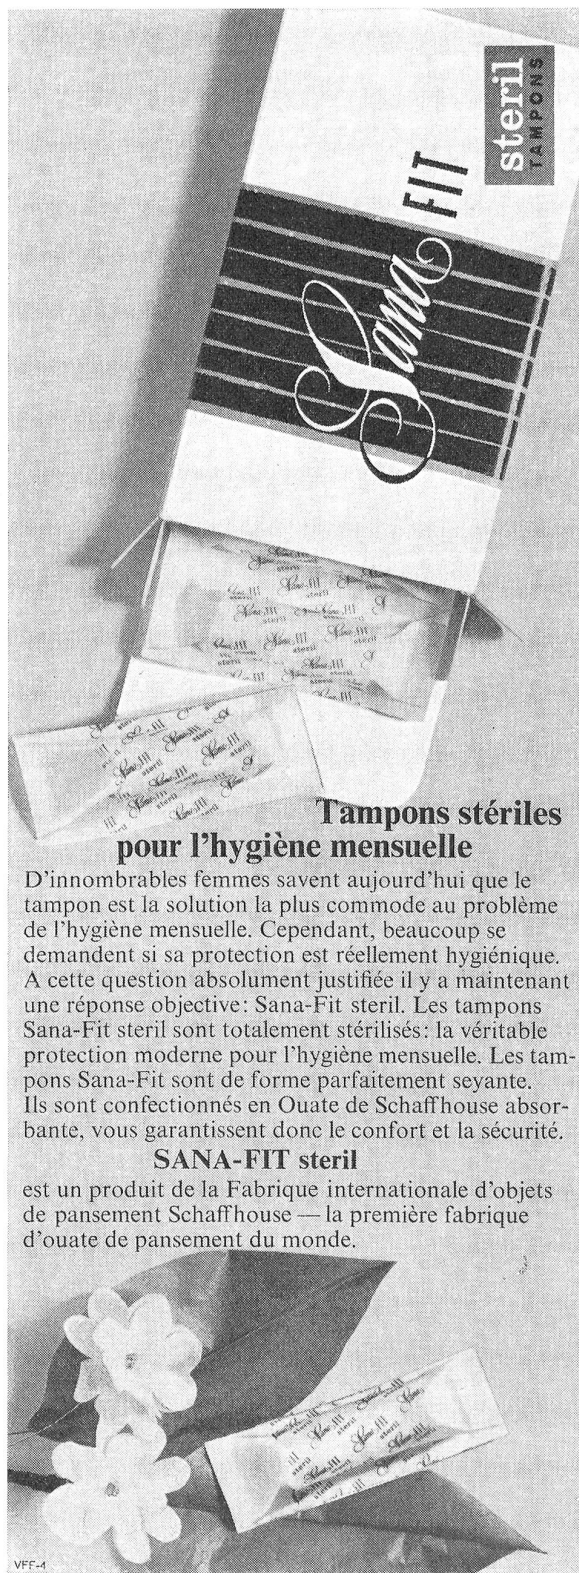 steril
TAMPONS
Sana FIT
Tampons stériles
pour l'hygiène mensuelle
D'innombrables femmes savent aujourd'hui que le
tampon est la solution la plus commode au problème
de l'hygiène mensuelle. Cependant, beaucoup se
demandent si sa protection est réellement hygiénique.
A cette question absolument justifiée il y a maintenant
une réponse objective: Sana-Fit steril. Les tampons
Sana-Fit steril sont totalement stérilisés: la véritable
protection moderne pour l'hygiène mensuelle. Les tam-
pons Sana-Fit sont de forme parfaitement seyante.
Ils sont confectionnés en Ouate de Schaffhouse absor-
bante, vous garantissent donc le confort et la sécurité.
SANA-FIT steril
est un produit de la Fabrique internationale d'objets
de pansement Schaffhouse — la première fabrique
d'ouate de pansement du monde.
VFF-4